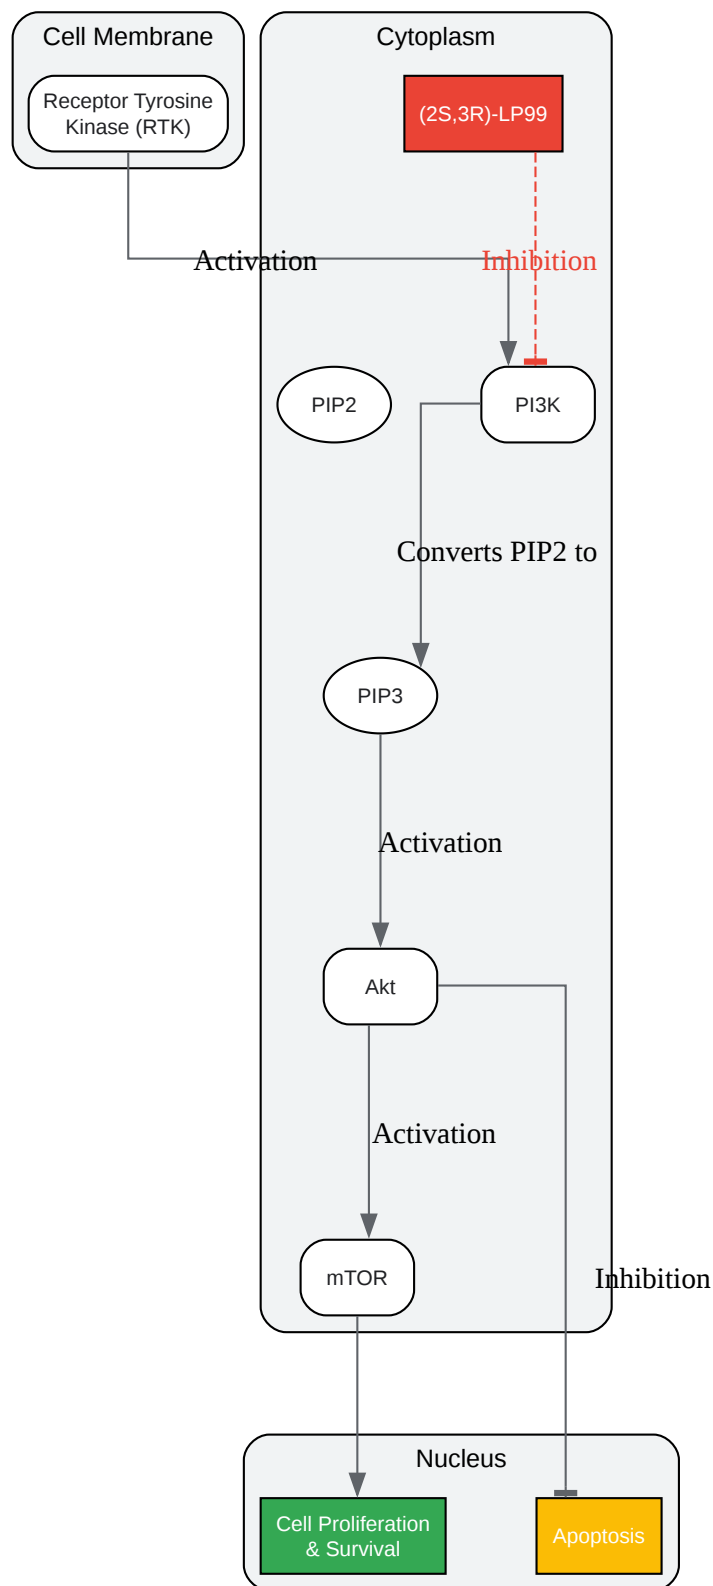 Cell Membrane
Cytoplasm
Receptor Tyrosine
Kinase (RTK)
(2S,3R)-LP99
Activation
Inhibition
PIP2
PI3K
Converts PIP2 to
PIP3
Activation
Akt
Activation
mTOR
Inhibition
Nucleus
Cell Proliferation
& Survival
Apoptosis